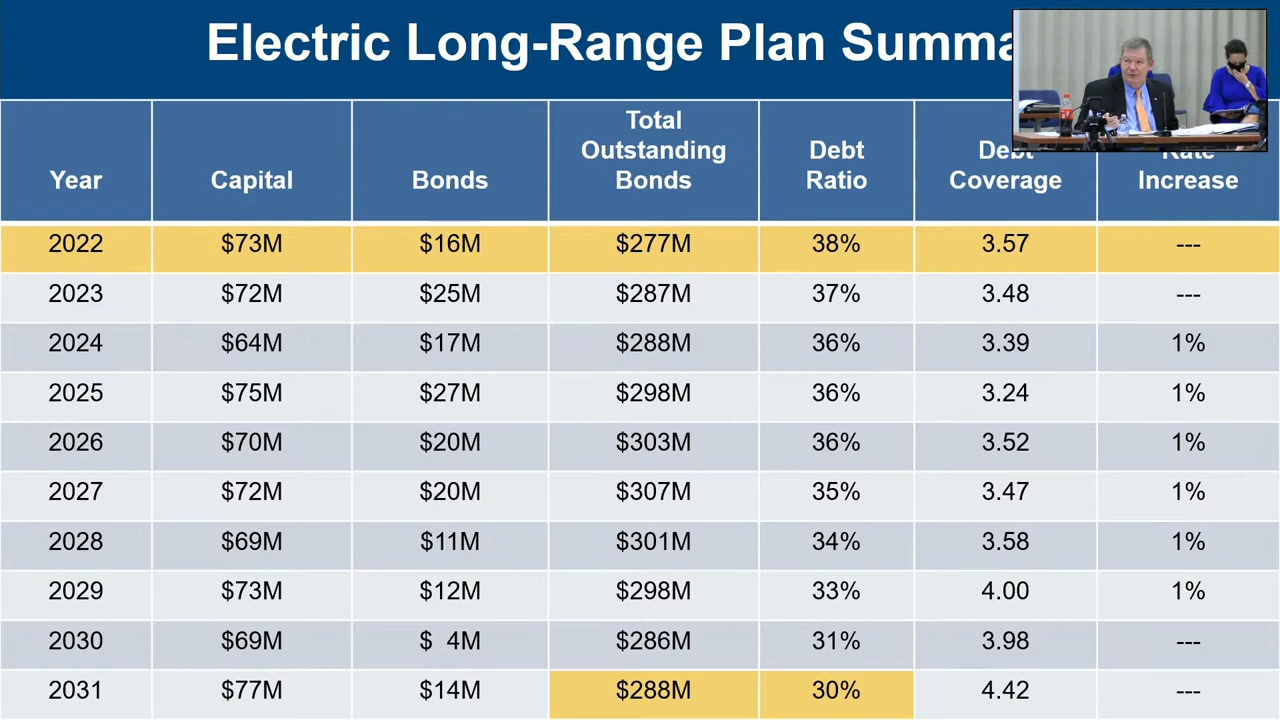 Electric Long-Range Plan Summa
Year Capital Bonds Total Outstanding Bonds Debt Ratio Debt Coverage Rate Increase
2022 $73M $16M $277M 38% 3.57 ---
2023 $72M $25M $287M 37% 3.48 ---
2024 $64M $17M $288M 36% 3.39 1%
2025 $75M $27M $298M 36% 3.24 1%
2026 $70M $20M $303M 36% 3.52 1%
2027 $72M $20M $307M 35% 3.47 1%
2028 $69M $11M $301M 34% 3.58 1%
2029 $73M $12M $298M 33% 4.00 1%
2030 $69M $ 4M $286M 31% 3.98 ---
2031 $77M $14M $288M 30% 4.42 ---